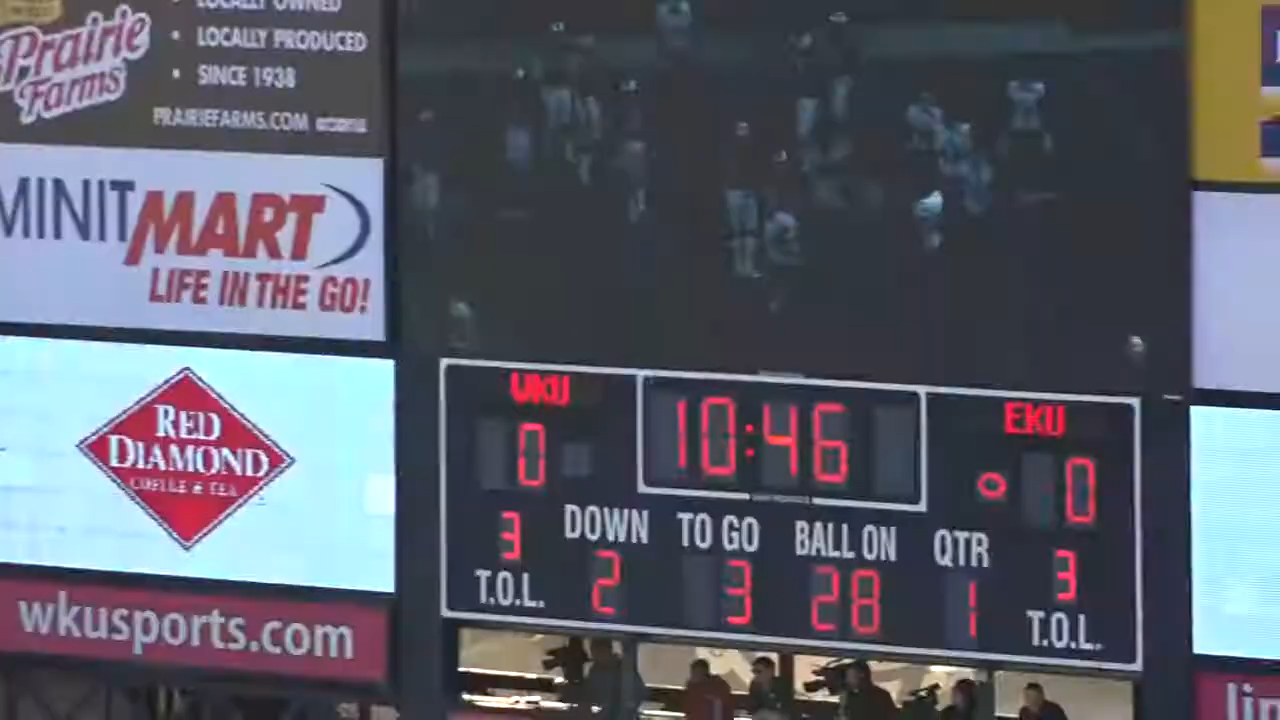 LOCALLY OWNED
Prairie
Farms
• LOCALLY PRODUCED
• SINCE 1938
PRAIRIEFARMS.COM
MINIT MART
LIFE IN THE GO!
RED
DIAMOND
COFFEE & TEA
wkusports.com
WKU
10:46
EKU
0
0
DOWN
TO GO
BALL ON
QTR
3
2
3
28
1
3
T.O.L.
T.O.L.